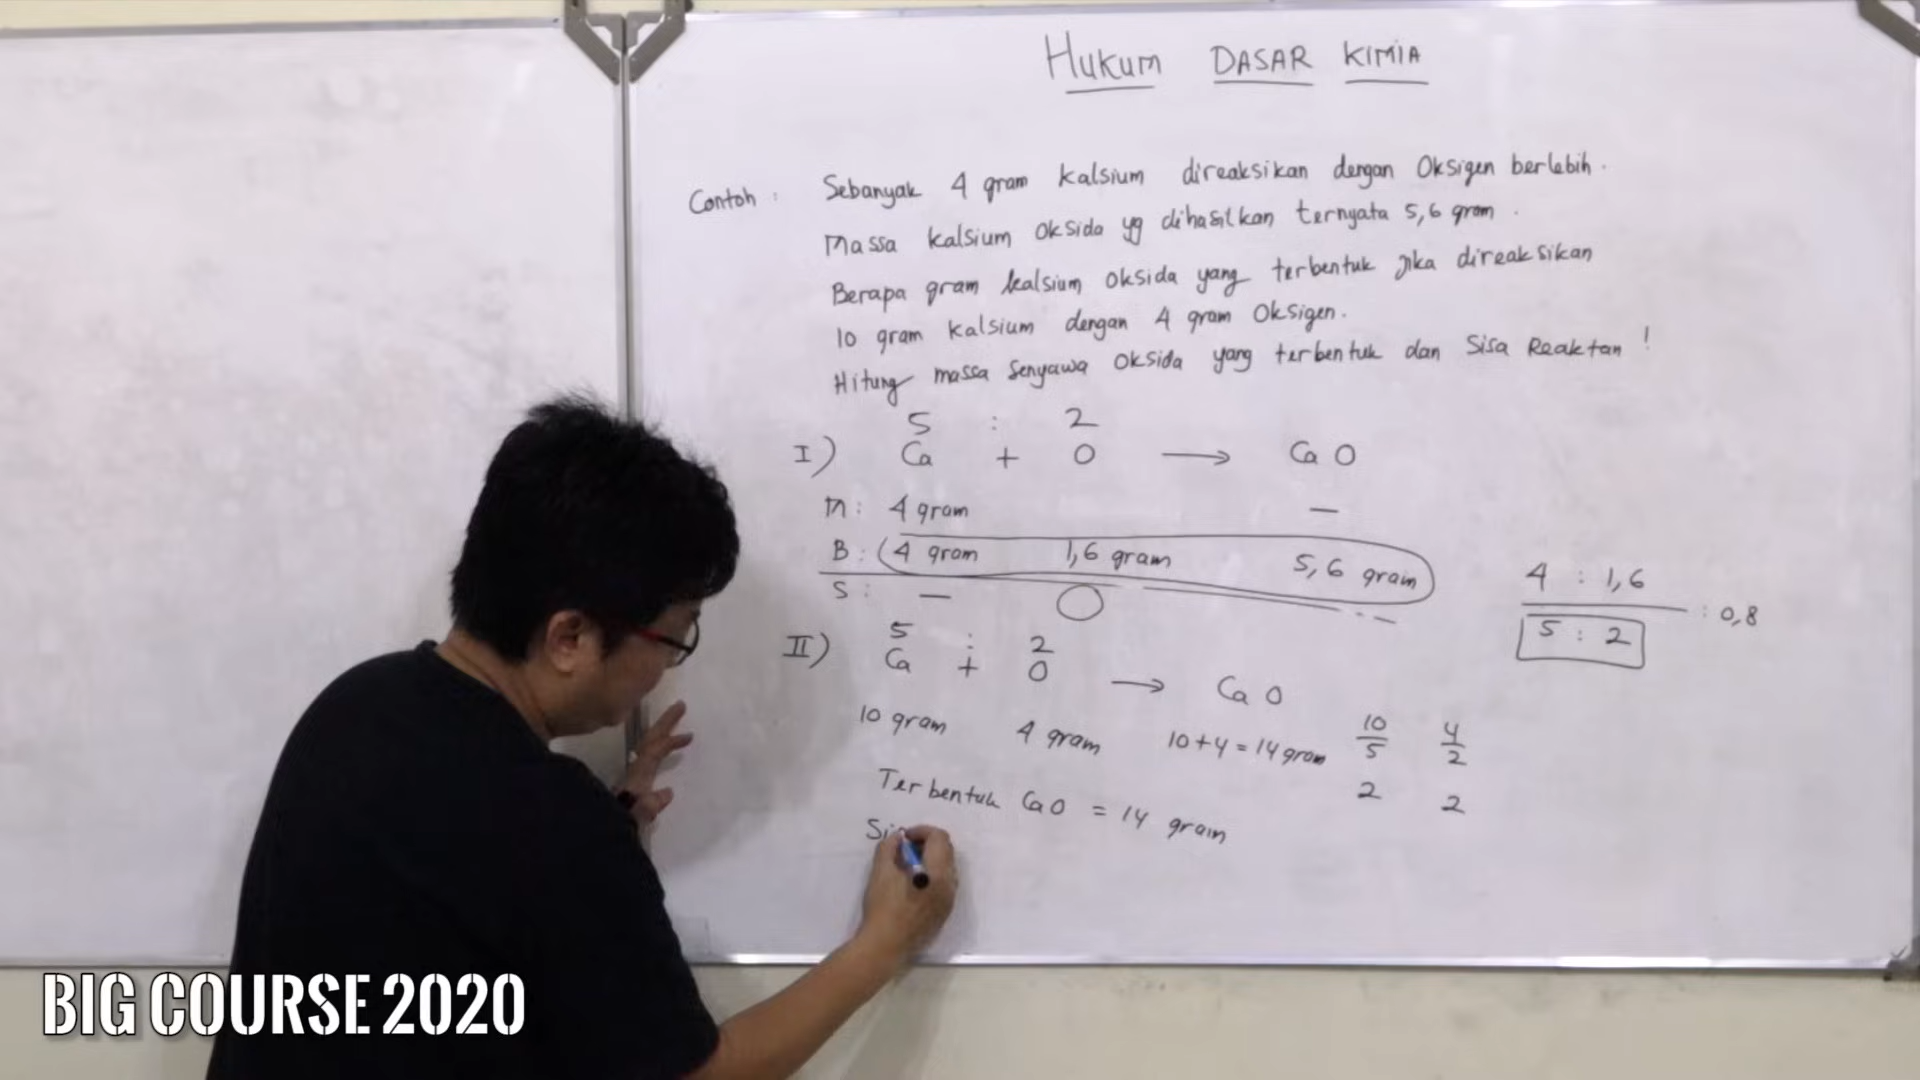 Hukum DASAR KIMIA
Contoh : Sebanyak 4 gram kalsium direaksikan dengan Oksigen berlebih.
Massa kalsium Oksida yg dihasilkan ternyata 5,6 gram.
Berapa gram kalsium oksida yang terbentuk jika direaksikan
10 gram kalsium dengan 4 gram Oksigen.
Hitung massa senyawa Oksida yang terbentuk dan Sisa Reaktan !
5 : 2
I) Ca + O → CaO
M : 4 gram —
B : 4 gram 1,6 gram 5,6 gram
S : —
4 : 1,6
: 0,8
5 : 2
5 : 2
II) Ca + O → CaO
10 gram 4 gram 10+4 = 14 gram
10/5 4/2
2 2
Terbentuk CaO = 14 gram
Si
BIG COURSE 2020